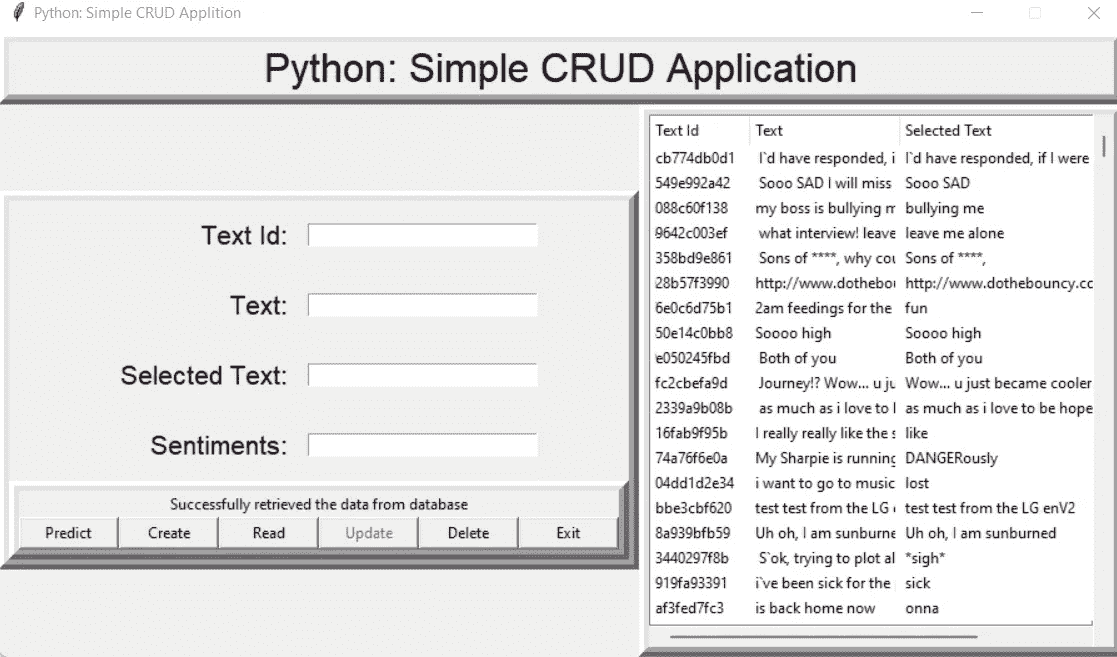 Python: Simple CRUD Applition
Python: Simple CRUD Application
Text Id:
Text:
Selected Text:
Sentiments:
Successfully retrieved the data from database
Predict Create Read Update Delete Exit
Text Id Text Selected Text
cb774db0d1 I`d have responded, i I`d have responded, if I were
549e992a42 Sooo SAD I will miss Sooo SAD
088c60f138 my boss is bullying m bullying me
9642c003ef what interview! leave leave me alone
358bd9e861 Sons of ****, why cou Sons of ****,
28b57f3990 http://www.dothebou http://www.dothebouncy.co
6e0c6d75b1 2am feedings for the fun
50e14c0bb8 Soooo high Soooo high
e050245fbd Both of you Both of you
fc2cbefa9d Journey!? Wow... u ju Wow... u just became cooler
2339a9b08b as much as i love to l as much as i love to be hope
16fab9f95b I really really like the s like
74a76f6e0a My Sharpie is running DANGERously
04dd1d2e34 i want to go to music lost
bbe3cbf620 test test from the LG test test from the LG enV2
8a939bfb59 Uh oh, I am sunburne Uh oh, I am sunburned
3440297f8b S`ok, trying to plot al *sigh*
919fa93391 i`ve been sick for the sick
af3fed7fc3 is back home now onna